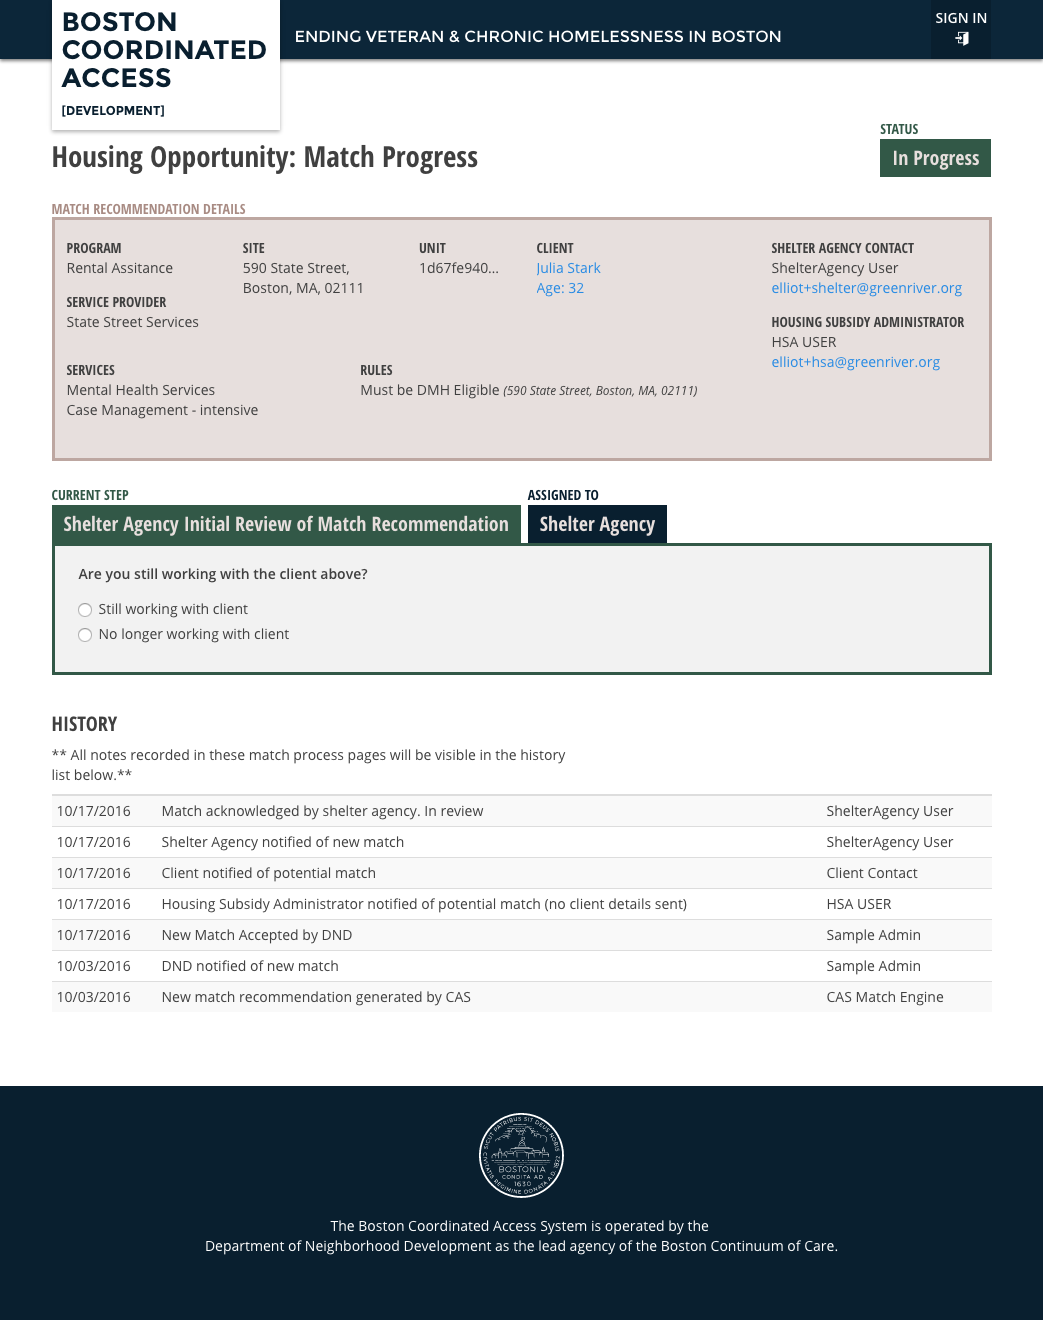 BOSTON
COORDINATED
ACCESS
[DEVELOPMENT]
ENDING VETERAN & CHRONIC HOMELESSNESS IN BOSTON
SIGN IN
Housing Opportunity: Match Progress
STATUS
In Progress
MATCH RECOMMENDATION DETAILS
PROGRAM
Rental Assitance
SERVICE PROVIDER
State Street Services
SITE
590 State Street,
Boston, MA, 02111
UNIT
1d67fe940...
CLIENT
Julia Stark
Age: 32
SHELTER AGENCY CONTACT
ShelterAgency User
elliot+shelter@greenriver.org
HOUSING SUBSIDY ADMINISTRATOR
HSA USER
elliot+hsa@greenriver.org
SERVICES
Mental Health Services
Case Management - intensive
RULES
Must be DMH Eligible (590 State Street, Boston, MA, 02111)
CURRENT STEP
Shelter Agency Initial Review of Match Recommendation
ASSIGNED TO
Shelter Agency
Are you still working with the client above?
Still working with client
No longer working with client
HISTORY
** All notes recorded in these match process pages will be visible in the history
list below.**
10/17/2016 Match acknowledged by shelter agency. In review ShelterAgency User
10/17/2016 Shelter Agency notified of new match ShelterAgency User
10/17/2016 Client notified of potential match Client Contact
10/17/2016 Housing Subsidy Administrator notified of potential match (no client details sent) HSA USER
10/17/2016 New Match Accepted by DND Sample Admin
10/03/2016 DND notified of new match Sample Admin
10/03/2016 New match recommendation generated by CAS CAS Match Engine
SICUT PATRIBUS SIT DEUS NOBIS
BOSTONIA
CONDITA AD
1630
CIVITATIS REGIMINE DONATA AD. 1822
The Boston Coordinated Access System is operated by the
Department of Neighborhood Development as the lead agency of the Boston Continuum of Care.